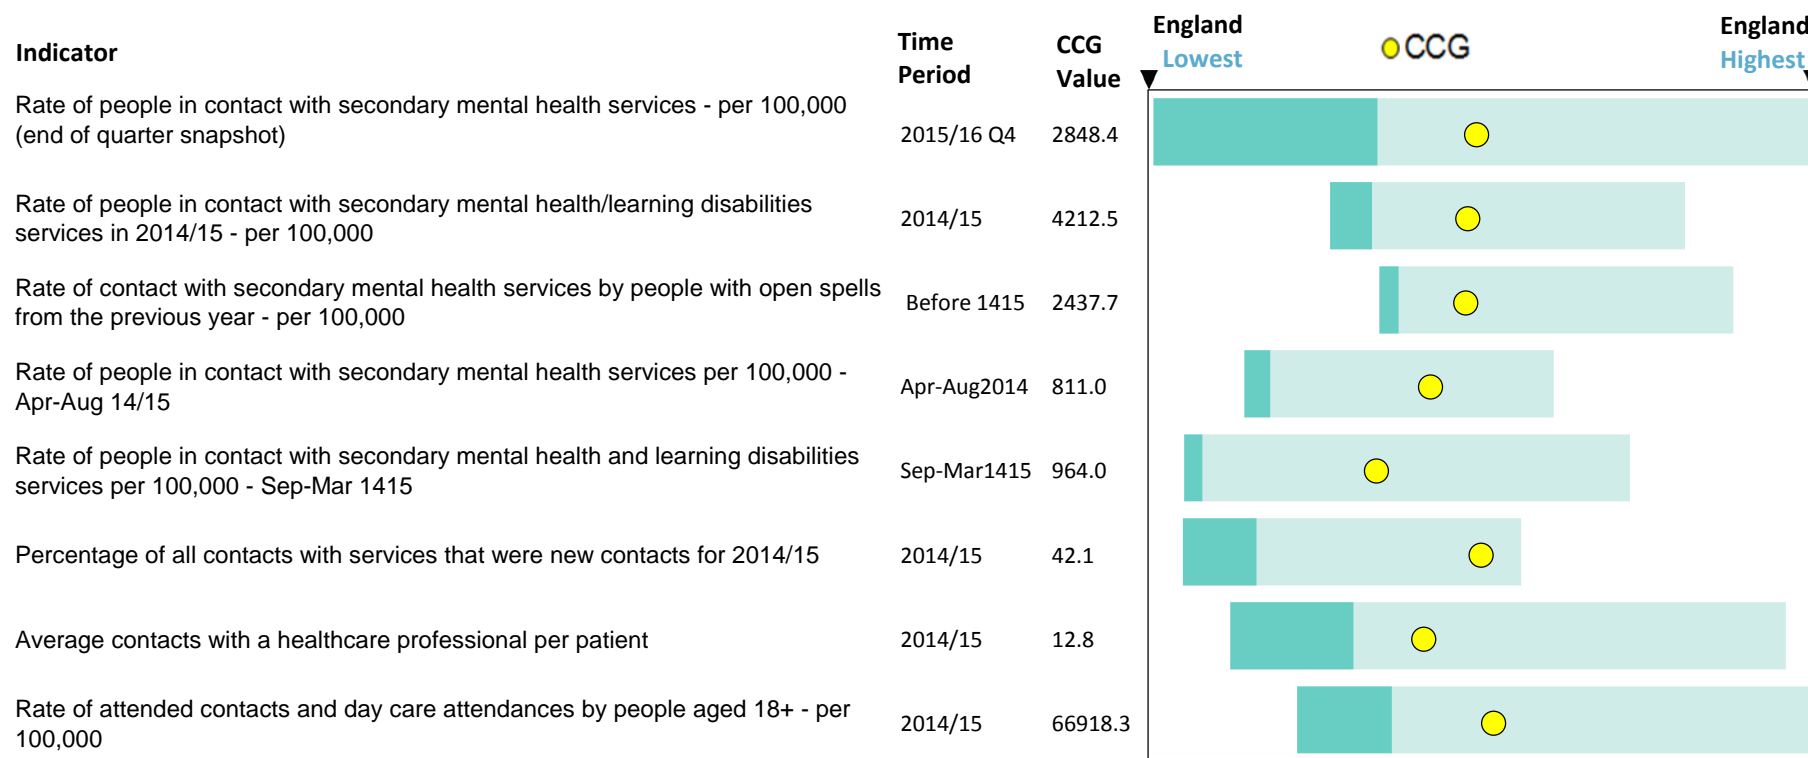 Indicator
Time Period
CCG Value
England Lowest
CCG
England Highest
Rate of people in contact with secondary mental health services - per 100,000
(end of quarter snapshot)
2015/16 Q4 2848.4
Rate of people in contact with secondary mental health/learning disabilities
services in 2014/15 - per 100,000
2014/15 4212.5
Rate of contact with secondary mental health services by people with open spells
from the previous year - per 100,000
Before 1415 2437.7
Rate of people in contact with secondary mental health services per 100,000 -
Apr-Aug 14/15
Apr-Aug2014 811.0
Rate of people in contact with secondary mental health and learning disabilities
services per 100,000 - Sep-Mar 1415
Sep-Mar1415 964.0
Percentage of all contacts with services that were new contacts for 2014/15
2014/15 42.1
Average contacts with a healthcare professional per patient
2014/15 12.8
Rate of attended contacts and day care attendances by people aged 18+ - per
100,000
2014/15 66918.3